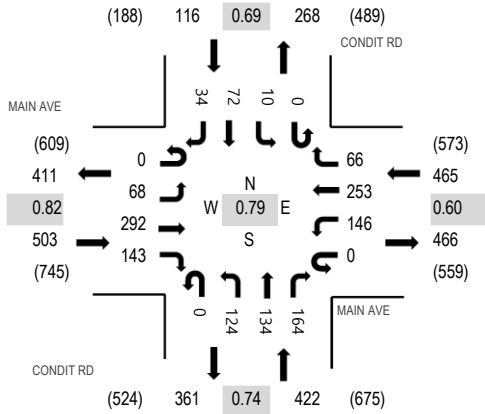 (188) 116 0.69 268 (489)
CONDIT RD
34 72 10 0
MAIN AVE
(609) (573)
0 66
411 465
68 N 253
0.82 W 0.79 E 0.60
292 S 146
503 466
143 0
(745) (559)
0 124 134 164
MAIN AVE
CONDIT RD
(524) 361 0.74 422 (675)